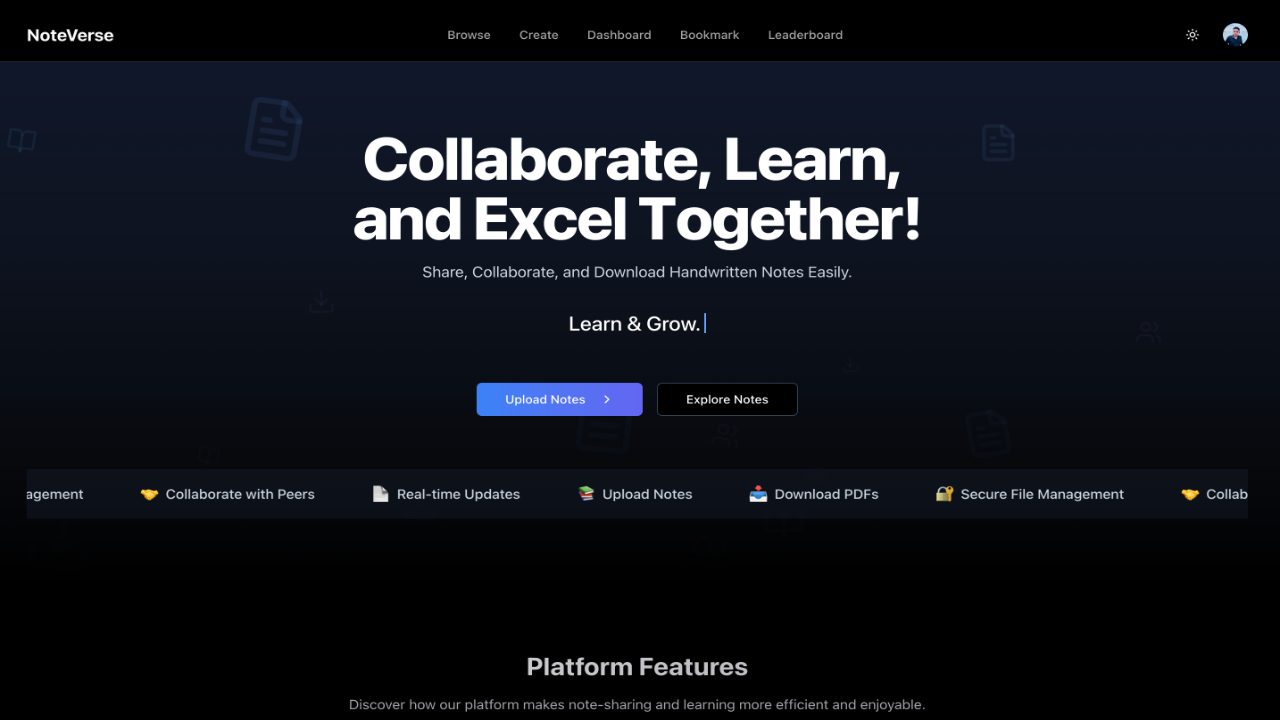 NoteVerse
Browse Create Dashboard Bookmark Leaderboard
Collaborate, Learn,
and Excel Together!
Share, Collaborate, and Download Handwritten Notes Easily.
Learn & Grow.
Upload Notes Explore Notes
agement 🤝 Collaborate with Peers 📄 Real-time Updates 📚 Upload Notes 📥 Download PDFs 🔐 Secure File Management 🤝 Collab
Platform Features
Discover how our platform makes note-sharing and learning more efficient and enjoyable.